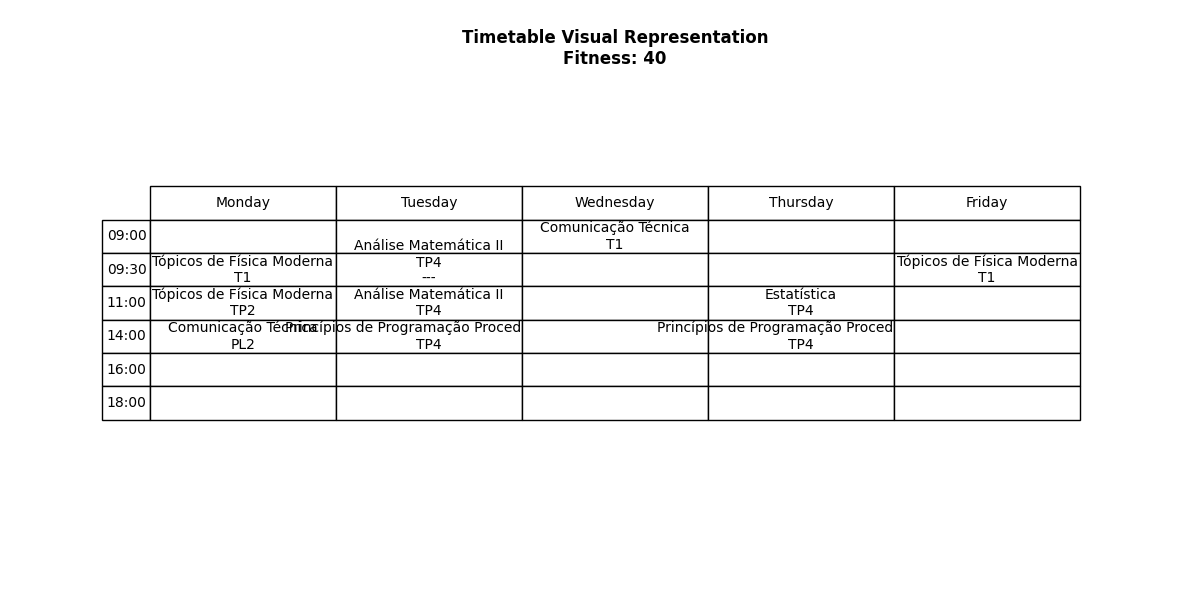 Timetable Visual Representation
Fitness: 40
Monday Tuesday Wednesday Thursday Friday
09:00
Comunicação Técnica
T1
09:30
Tópicos de Física Moderna
T1
Análise Matemática II
TP4
---
Tópicos de Física Moderna
T1
11:00
Tópicos de Física Moderna
TP2
Análise Matemática II
TP4
Estatística
TP4
14:00
Comunicação Técnica
PL2
Princípios de Programação Proced
TP4
Princípios de Programação Proced
TP4
16:00
18:00